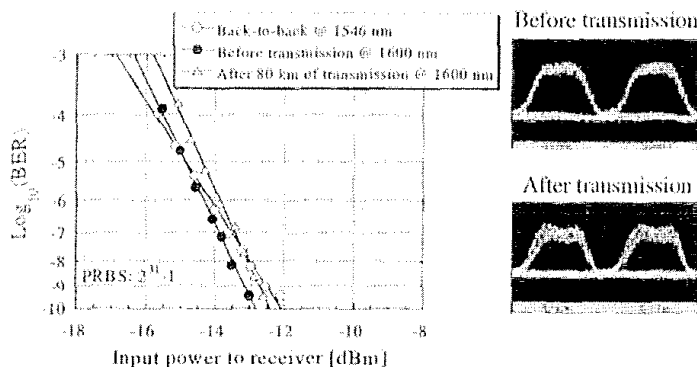 Back-to-back @ 1546 nm
Before transmission @ 1600 nm
After 80 km of transmission @ 1600 nm
Before transmission
After transmission
Log10(BER)
-3
-4
-5
-6
-7
-8
-9
-10
PRBS: 2^31-1
-18
-16
-14
-12
-10
-8
Input power to receiver [dBm]